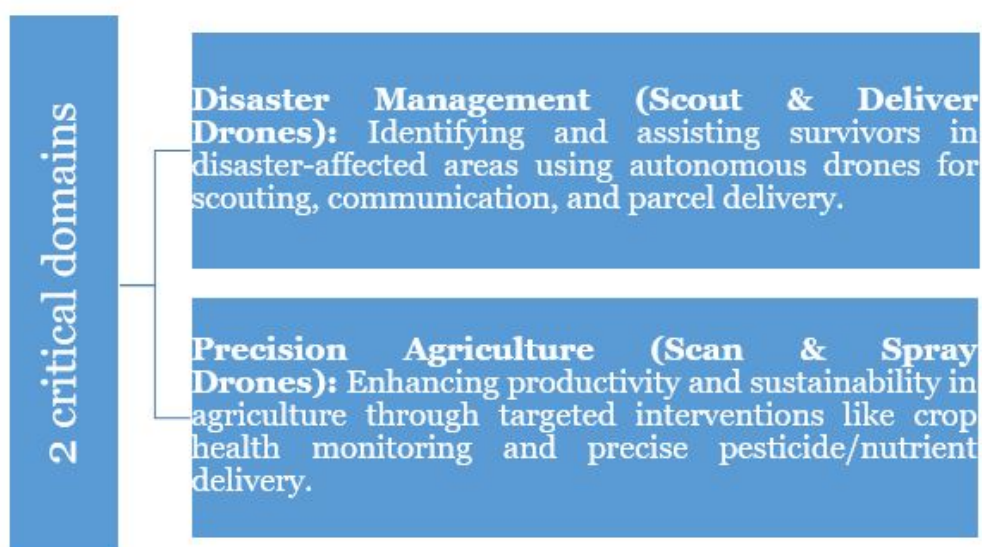 2 critical domains
Disaster Management (Scout & Deliver
Drones): Identifying and assisting survivors in
disaster-affected areas using autonomous drones for
scouting, communication, and parcel delivery.
Precision Agriculture (Scan & Spray
Drones): Enhancing productivity and sustainability in
agriculture through targeted interventions like crop
health monitoring and precise pesticide/nutrient
delivery.